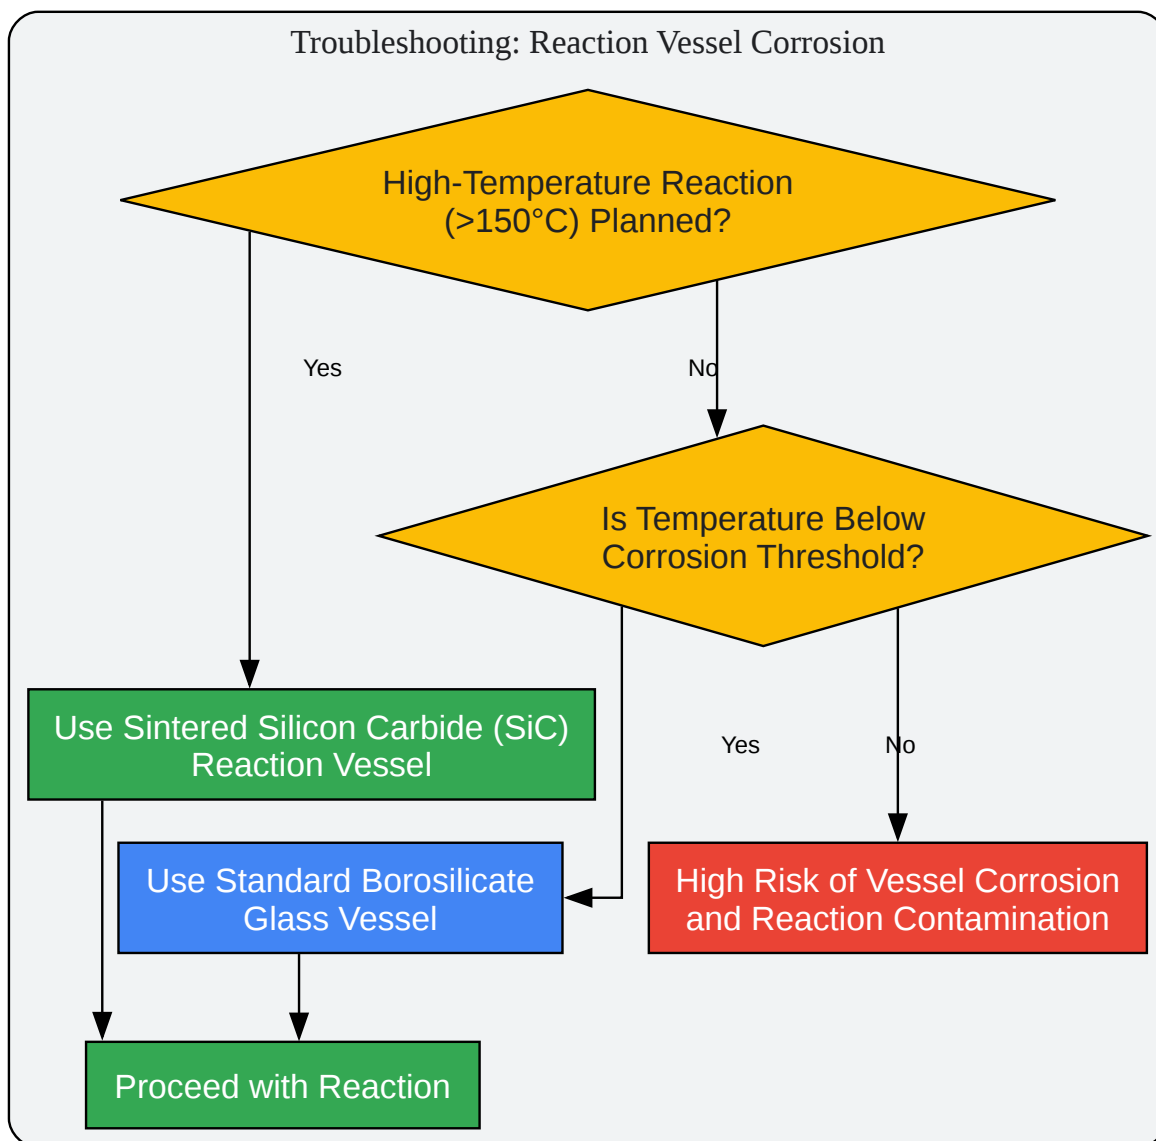 Troubleshooting: Reaction Vessel Corrosion
High-Temperature Reaction
(>150°C) Planned?
Yes
No
Is Temperature Below
Corrosion Threshold?
Use Sintered Silicon Carbide (SiC)
Reaction Vessel
Yes
No
Use Standard Borosilicate
Glass Vessel
High Risk of Vessel Corrosion
and Reaction Contamination
Proceed with Reaction